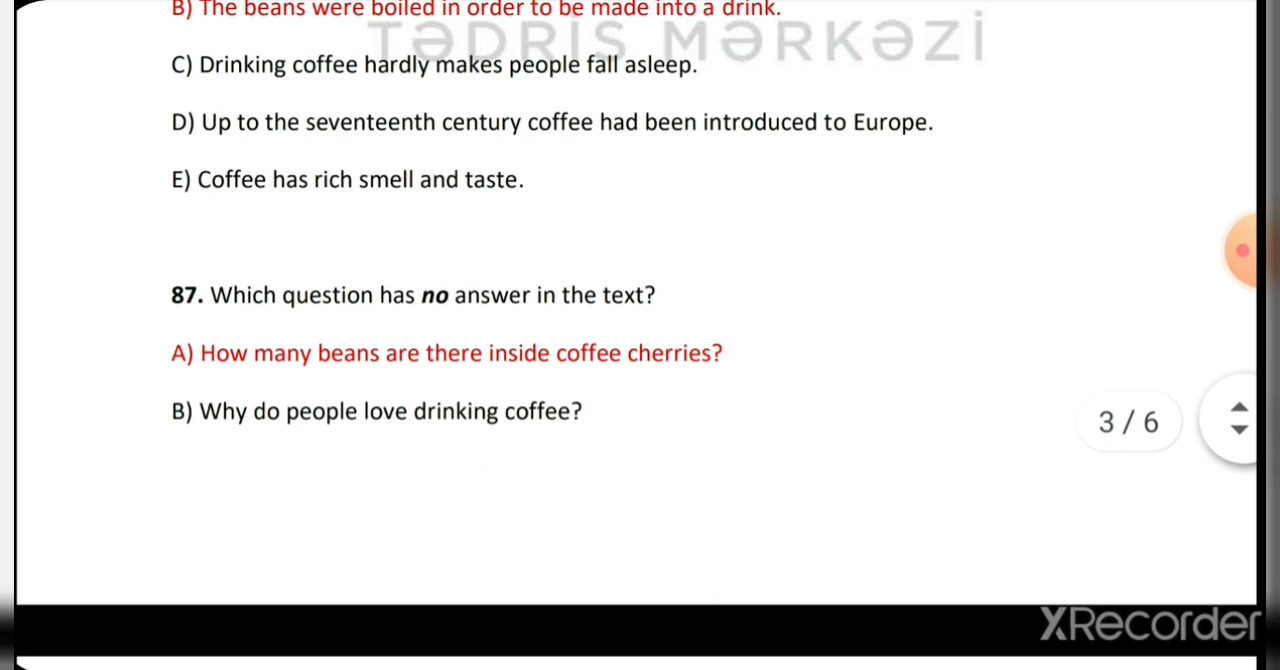 B) The beans were boiled in order to be made into a drink.
TƏDRİS MƏRKƏZİ
C) Drinking coffee hardly makes people fall asleep.
D) Up to the seventeenth century coffee had been introduced to Europe.
E) Coffee has rich smell and taste.
87. Which question has no answer in the text?
A) How many beans are there inside coffee cherries?
B) Why do people love drinking coffee?
3 / 6
XRecorder